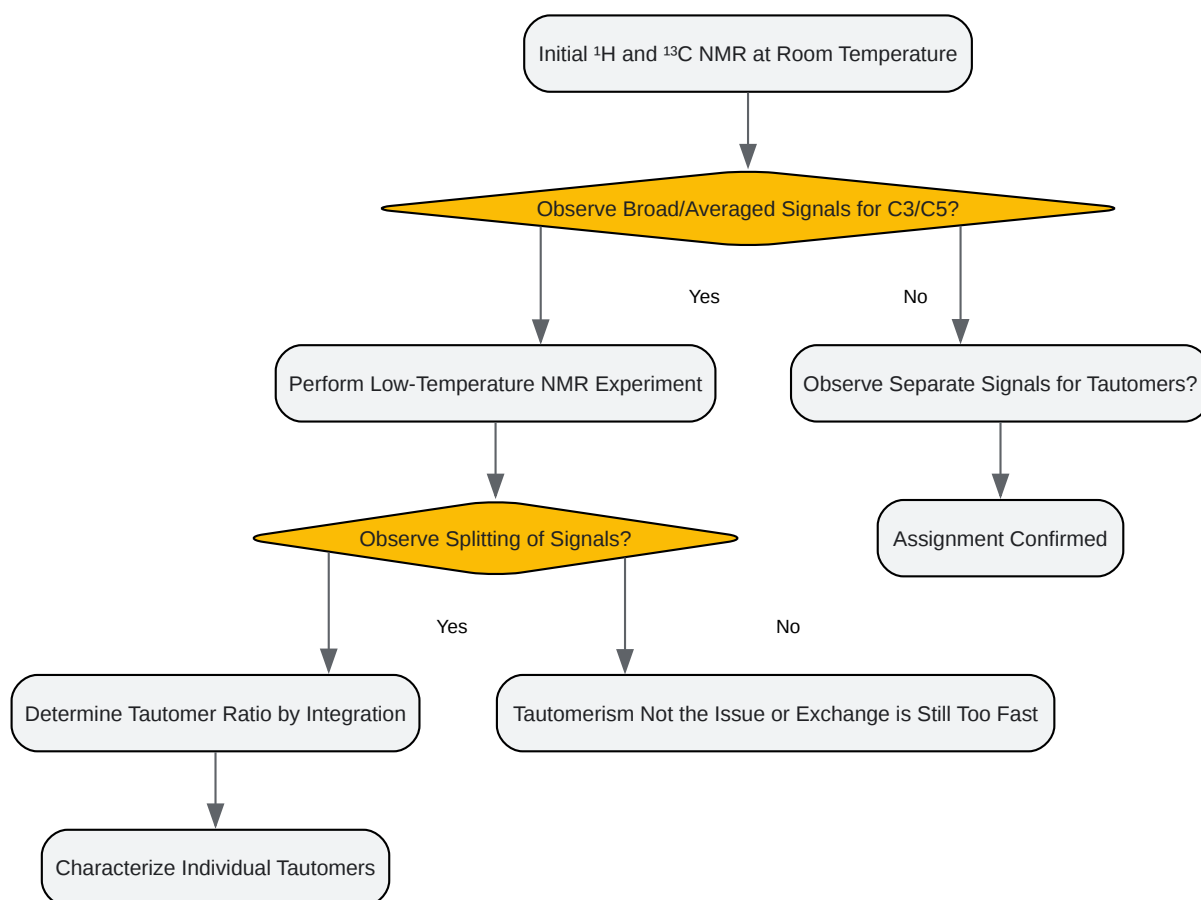 Initial ¹H and ¹³C NMR at Room Temperature
Observe Broad/Averaged Signals for C3/C5?
Yes
No
Perform Low-Temperature NMR Experiment
Observe Separate Signals for Tautomers?
Observe Splitting of Signals?
Assignment Confirmed
Yes
No
Determine Tautomer Ratio by Integration
Tautomerism Not the Issue or Exchange is Still Too Fast
Characterize Individual Tautomers